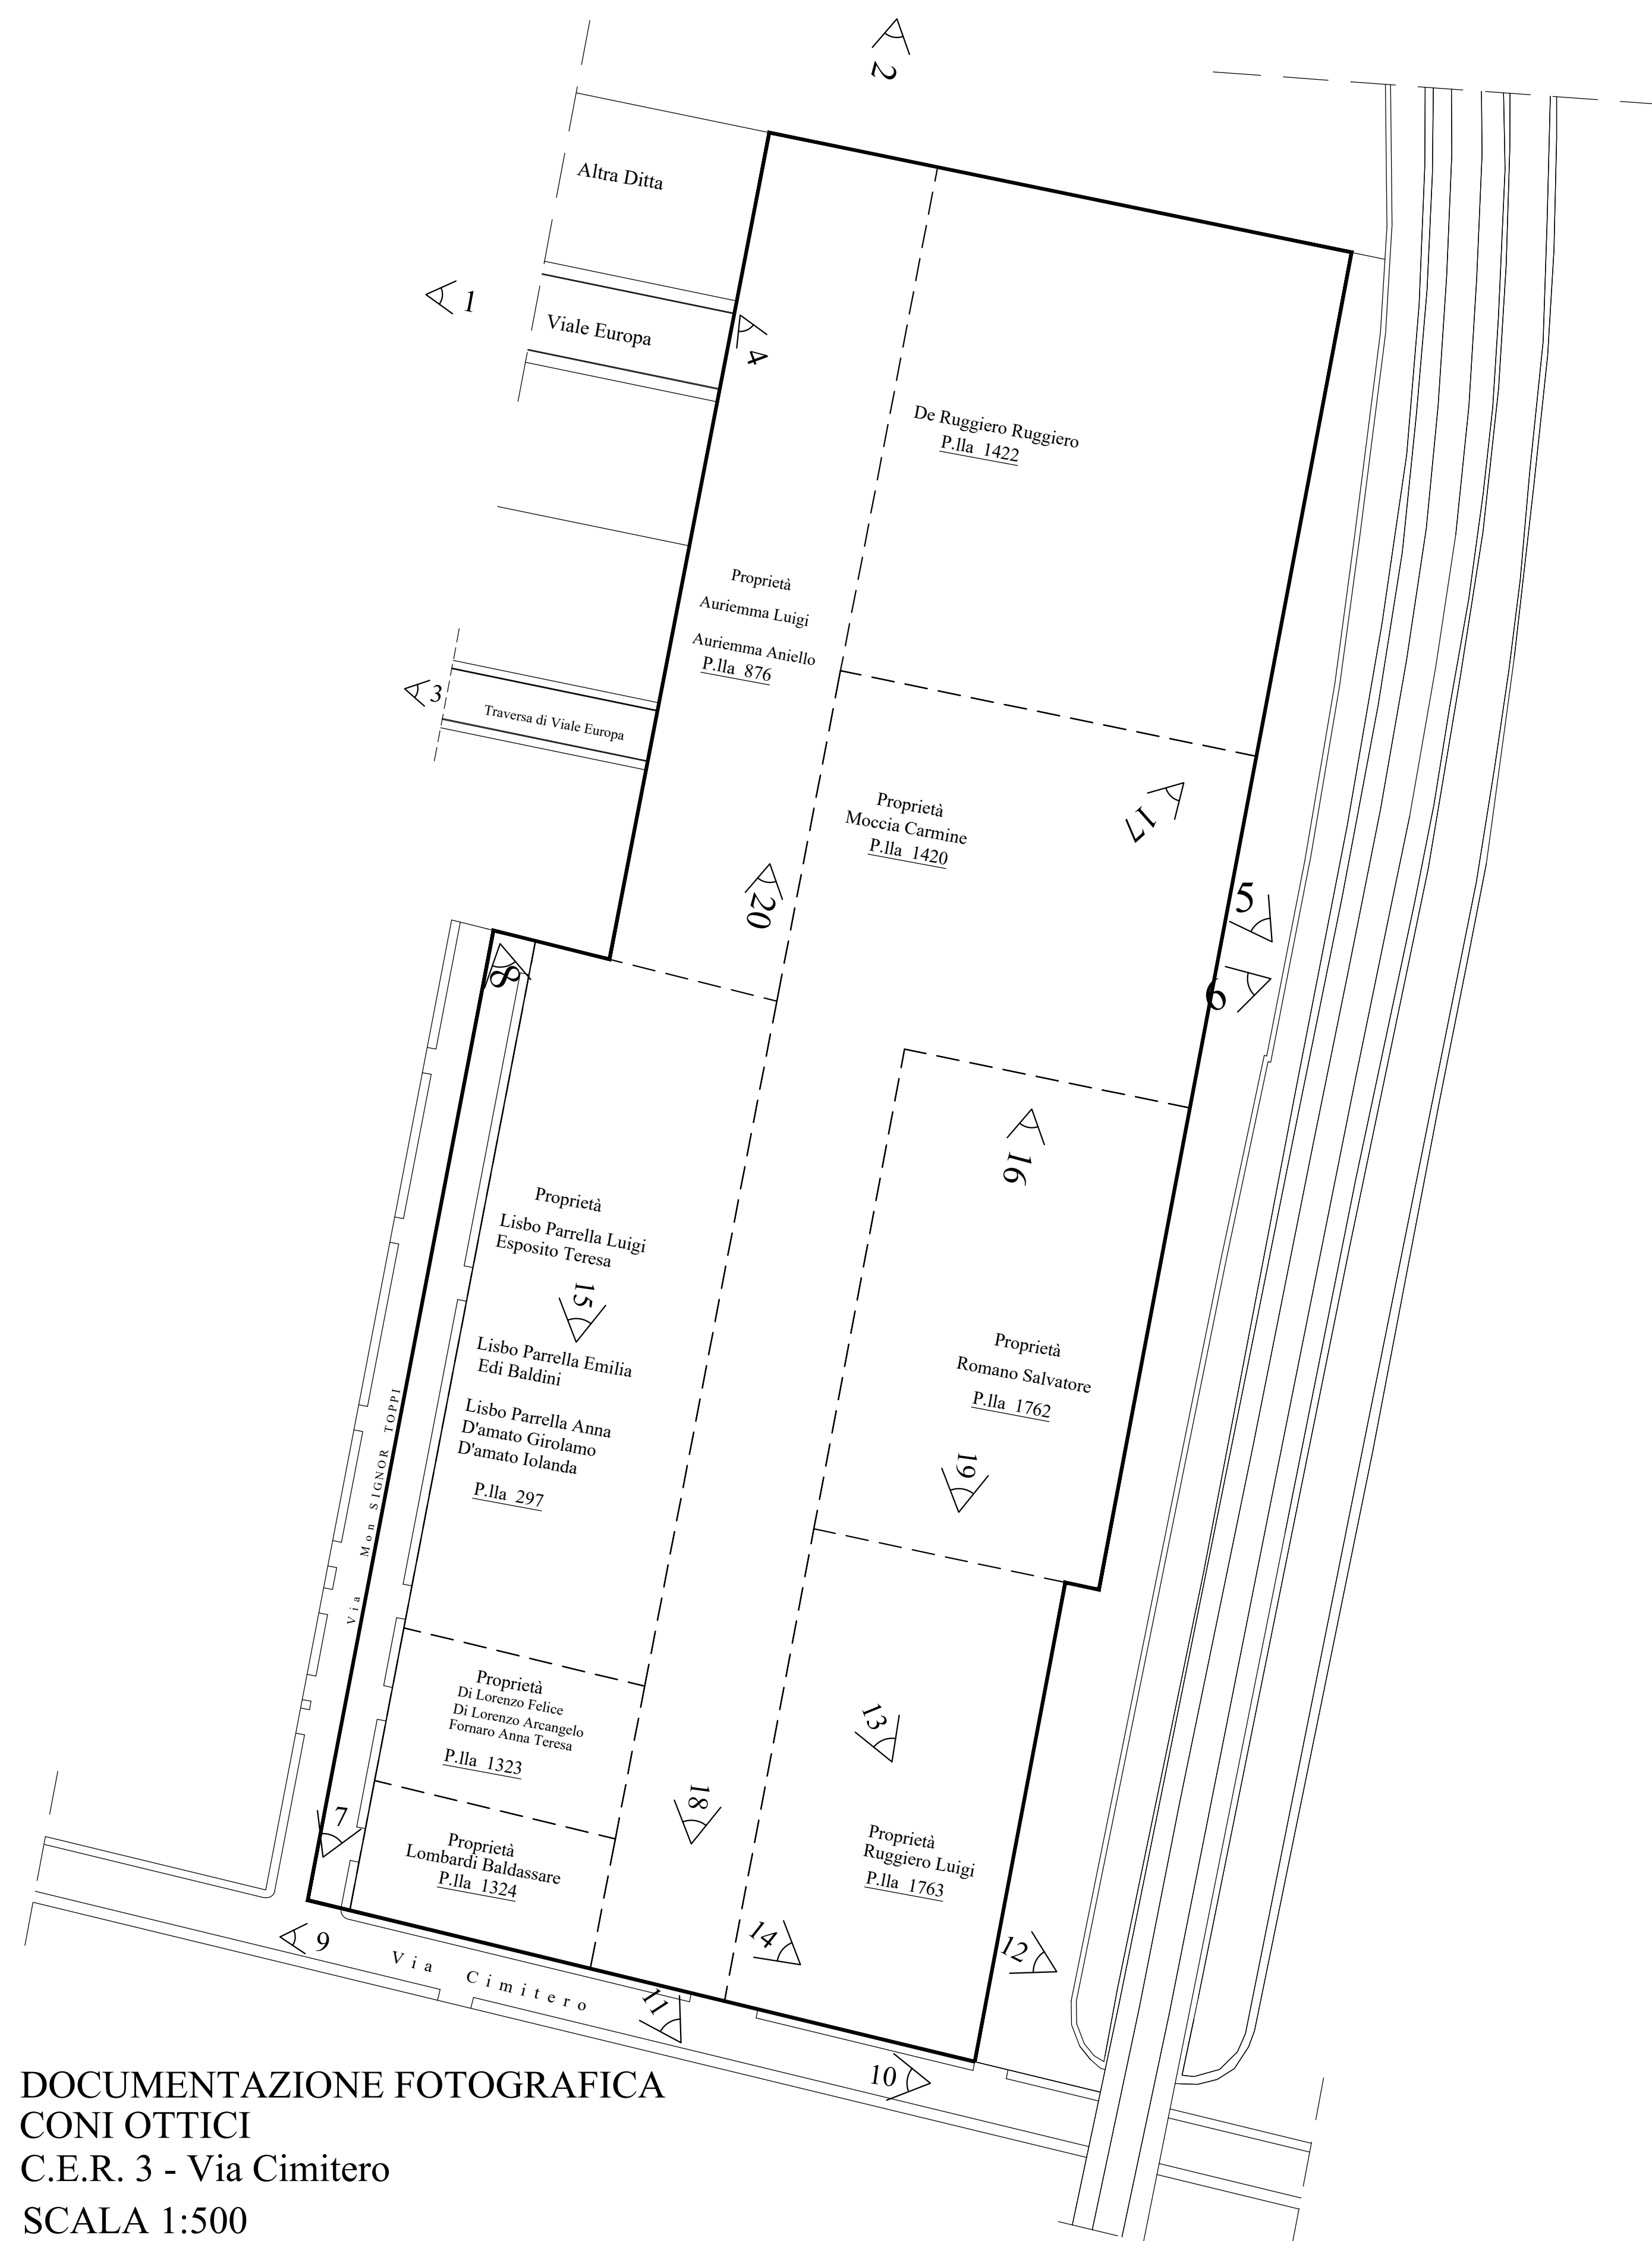 2
Altra Ditta
1
Viale Europa
4
De Ruggiero Ruggiero
P.lla 1422
Proprietà
Auriemma Luigi
Auriemma Aniello
P.lla 876
3
Traversa di Viale Europa
Proprietà
Moccia Carmine
P.lla 1420
17
20
5
6
8
16
Proprietà
Lisbo Parrella Luigi
Esposito Teresa
15
Lisbo Parrella Emilia
Edi Baldini
Lisbo Parrella Anna
D'amato Girolamo
D'amato Iolanda
P.lla 297
Proprietà
Romano Salvatore
P.lla 1762
19
Via Mon SIGNOR TOPPI
Proprietà
Di Lorenzo Felice
Di Lorenzo Arcangelo
Fornaro Anna Teresa
P.lla 1323
13
18
7
Proprietà
Lombardi Baldassare
P.lla 1324
Proprietà
Ruggiero Luigi
P.lla 1763
14
12
9
Via Cimitero
11
10
DOCUMENTAZIONE FOTOGRAFICA
CONI OTTICI
C.E.R. 3 - Via Cimitero
SCALA 1:500